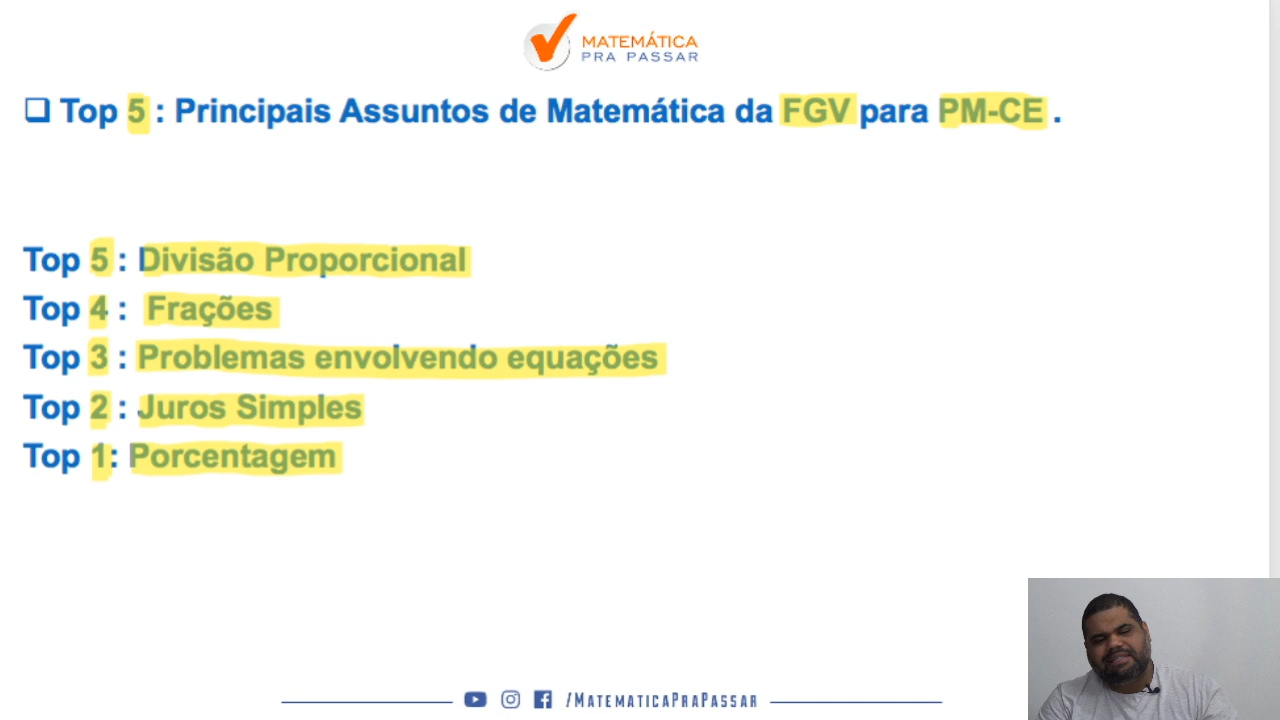 MATEMÁTICA
PRA PASSAR
❑ Top 5 : Principais Assuntos de Matemática da FGV para PM-CE .
Top 5 : Divisão Proporcional
Top 4 : Frações
Top 3 : Problemas envolvendo equações
Top 2 : Juros Simples
Top 1: Porcentagem
/MATEMATICAPRAPASSAR